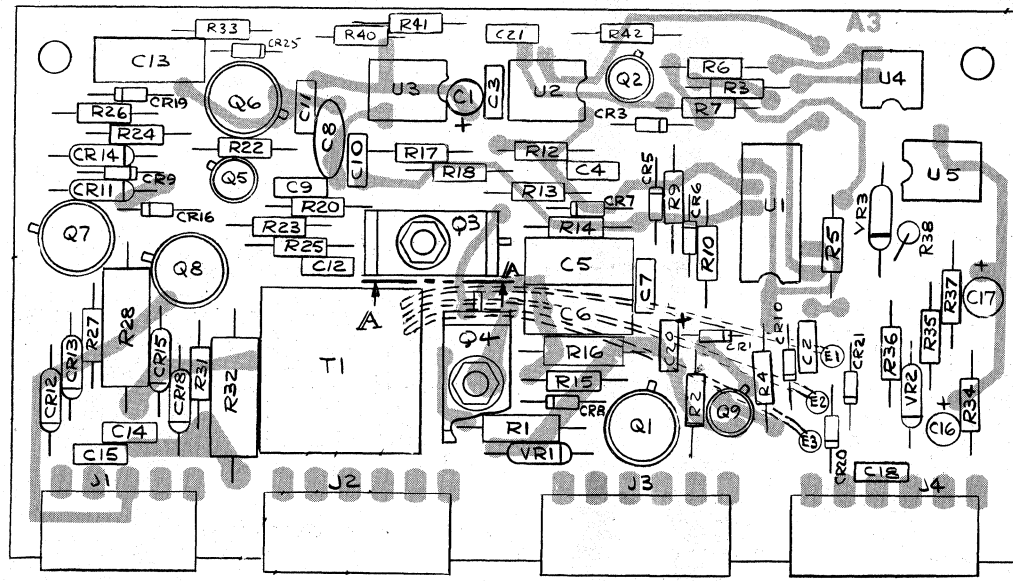 R33
R40
R41
C21
R42
A3
CR25
C13
Q6
C11
U3
C1
+
C3
U2
Q2
R6
R3
R7
U4
CR19
R26
R24
CR14
CR9
CR11
CR16
R22
Q5
C8
C10
C9
R20
R23
R25
C12
R17
R18
R12
C4
R13
CR7
R14
CR3
CR5
R9
CR6
R10
U1
R5
VR3
R38
U5
Q7
Q8
Q3
A
A
C5
C7
C6
+
C20
CR1
CR10
C2
E1
CR21
R36
R35
R37
+
C17
R27
R28
CR13
CR12
CR15
CR18
R31
R32
T1
Q4
R16
R15
CR8
R1
VR1
Q1
R2
Q9
R4
E2
E3
CR20
VR2
+
C16
R34
C18
C14
C15
J1
J2
J3
J4